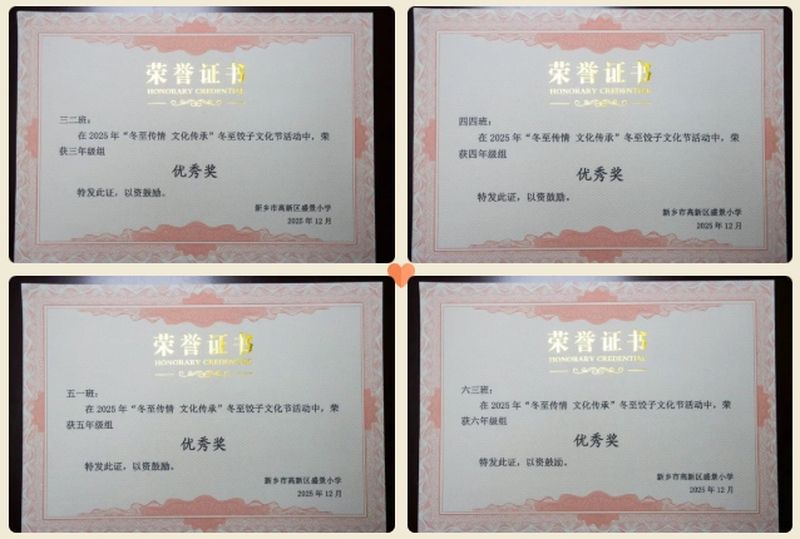 荣誉证书
HONORARY CREDENTIAL
三二班：
在2025年“冬至传情 文化传承”冬至饺子文化节活动中，荣
获三年级组
优秀奖
特发此证，以资鼓励。
新乡市高新区盛景小学
2025年12月
荣誉证书
HONORARY CREDENTIAL
四四班：
在2025年“冬至传情 文化传承”冬至饺子文化节活动中，荣
获四年级组
优秀奖
特发此证，以资鼓励。
新乡市高新区盛景小学
2025年12月
荣誉证书
HONORARY CREDENTIAL
五一班：
在2025年“冬至传情 文化传承”冬至饺子文化节活动中，荣
获五年级组
优秀奖
特发此证，以资鼓励。
新乡市高新区盛景小学
2025年12月
荣誉证书
HONORARY CREDENTIAL
六三班：
在2025年“冬至传情 文化传承”冬至饺子文化节活动中，荣
获六年级组
优秀奖
特发此证，以资鼓励。
新乡市高新区盛景小学
2025年12月